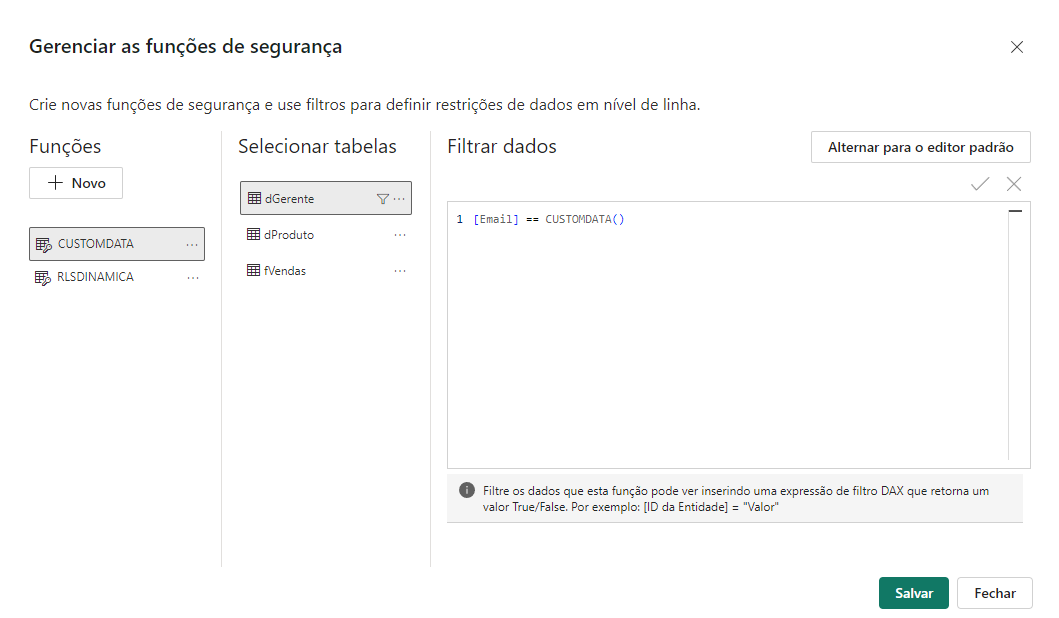 Gerenciar as funções de segurança
Crie novas funções de segurança e use filtros para definir restrições de dados em nível de linha.
Funções
Novo
CUSTOMDATA
RLSDINAMICA
Selecionar tabelas
dGerente
dProduto
fVendas
Filtrar dados
Alternar para o editor padrão
1 [Email] == CUSTOMDATA()
Filtre os dados que esta função pode ver inserindo uma expressão de filtro DAX que retorna um
valor True/False. Por exemplo: [ID da Entidade] = "Valor"
Salvar
Fechar